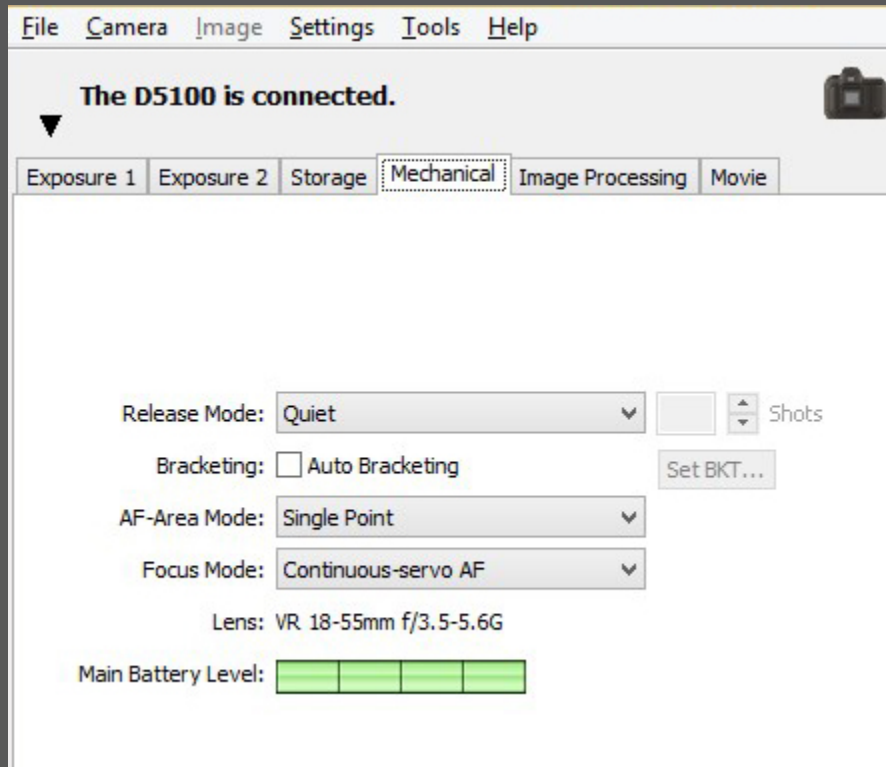 File Camera Image Settings Tools Help
The D5100 is connected.
Exposure 1 Exposure 2 Storage Mechanical Image Processing Movie
Release Mode: Quiet Shots
Bracketing: Auto Bracketing Set BKT...
AF-Area Mode: Single Point
Focus Mode: Continuous-servo AF
Lens: VR 18-55mm f/3.5-5.6G
Main Battery Level: